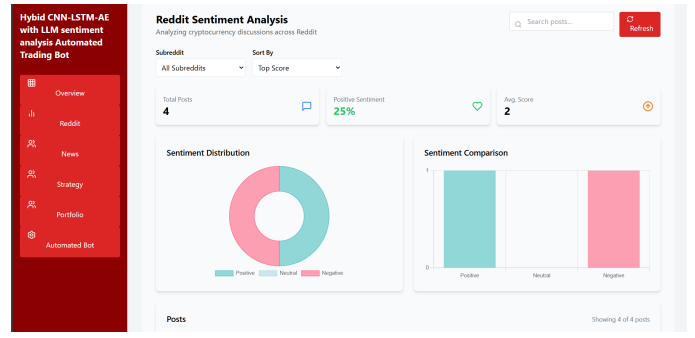 Hybid CNN-LSTM-AE
with LLM sentiment
analysis Automated
Trading Bot
Overview
Reddit
News
Strategy
Portfolio
Automated Bot
Reddit Sentiment Analysis
Analyzing cryptocurrency discussions across Reddit
Search posts...
Refresh
Subreddit
Sort By
All Subreddits
Top Score
Total Posts
4
Positive Sentiment
25%
Avg. Score
2
Sentiment Distribution
Positive
Neutral
Negative
Sentiment Comparison
1
0
Positive
Neutral
Negative
Posts
Showing 4 of 4 posts